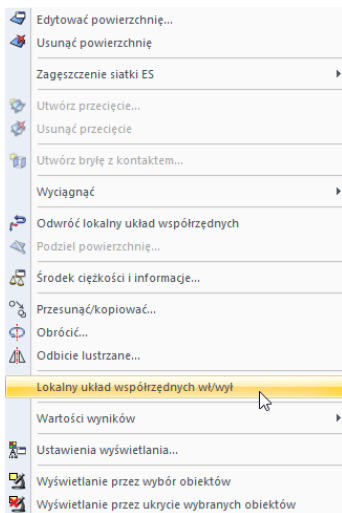 Edytować powierzchnię...
Usunąć powierzchnię
Zagęszczenie siatki ES
Utwórz przecięcie...
Usunąć przecięcie
Utwórz bryłę z kontaktem...
Wyciągnąć
Odwróć lokalny układ współrzędnych
Podziel powierzchnię...
Środek ciężkości i informacje...
Przesunąć/kopiować...
Obrócić...
Odbicie lustrzane...
Lokalny układ współrzędnych wł/wył
Wartości wyników
Ustawienia wyświetlania...
Wyświetlanie przez wybór obiektów
Wyświetlanie przez ukrycie wybranych obiektów